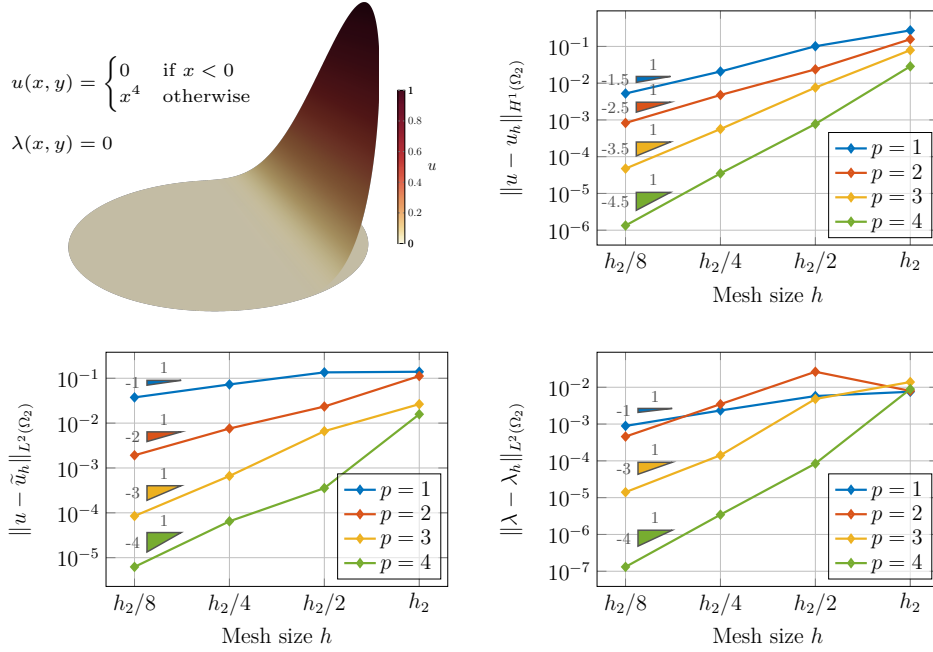 u(x, y) = { 0 if x < 0
x^4 otherwise
λ(x, y) = 0
1
0.8
0.6
u
0.4
0.2
0
‖u − u_h‖_{H^1(Ω_2)}
10^{−1}
10^{−2}
10^{−3}
10^{−4}
10^{−5}
10^{−6}
1
-1.5
1
-2.5
1
-3.5
1
-4.5
p = 1
p = 2
p = 3
p = 4
h_2/8 h_2/4 h_2/2 h_2
Mesh size h
‖u − ũ_h‖_{L^2(Ω_2)}
10^{−1}
10^{−2}
10^{−3}
10^{−4}
10^{−5}
1
-1
1
-2
1
-3
1
-4
p = 1
p = 2
p = 3
p = 4
h_2/8 h_2/4 h_2/2 h_2
Mesh size h
‖λ − λ_h‖_{L^2(Ω_2)}
10^{−2}
10^{−3}
10^{−4}
10^{−5}
10^{−6}
10^{−7}
1
-1
1
-3
1
-4
p = 1
p = 2
p = 3
p = 4
h_2/8 h_2/4 h_2/2 h_2
Mesh size h